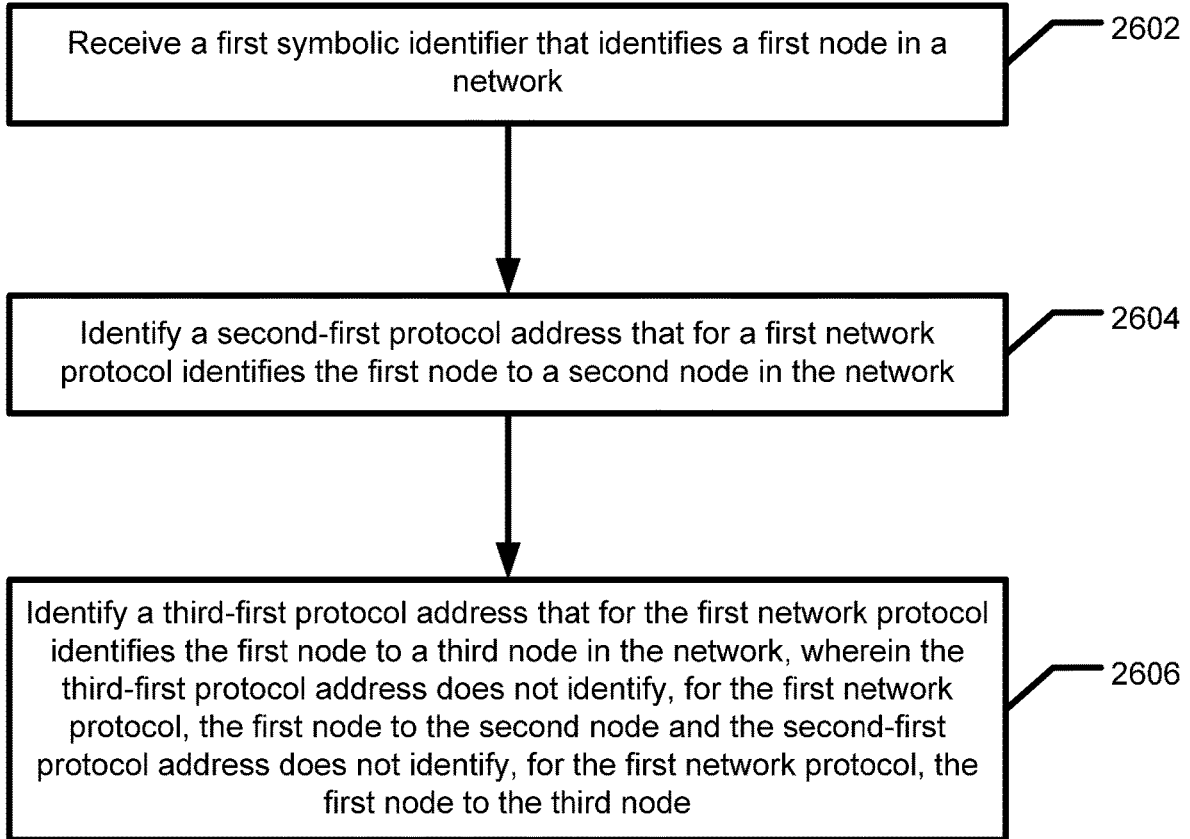 Receive a first symbolic identifier that identifies a first node in a
network
2602
Identify a second-first protocol address that for a first network
protocol identifies the first node to a second node in the network
2604
Identify a third-first protocol address that for the first network protocol
identifies the first node to a third node in the network, wherein the
third-first protocol address does not identify, for the first network
protocol, the first node to the second node and the second-first
protocol address does not identify, for the first network protocol, the
first node to the third node
2606